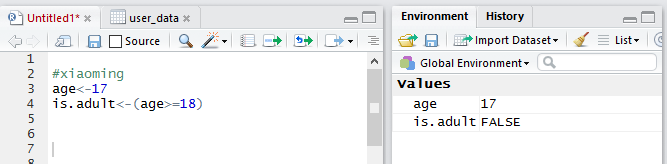 Untitled1*
user_data
Source
1
2 #xiaoming
3 age<-17
4 is.adult<-(age>=18)
5
6
7
Environment History
Import Dataset
List
Global Environment
Values
age 17
is.adult FALSE